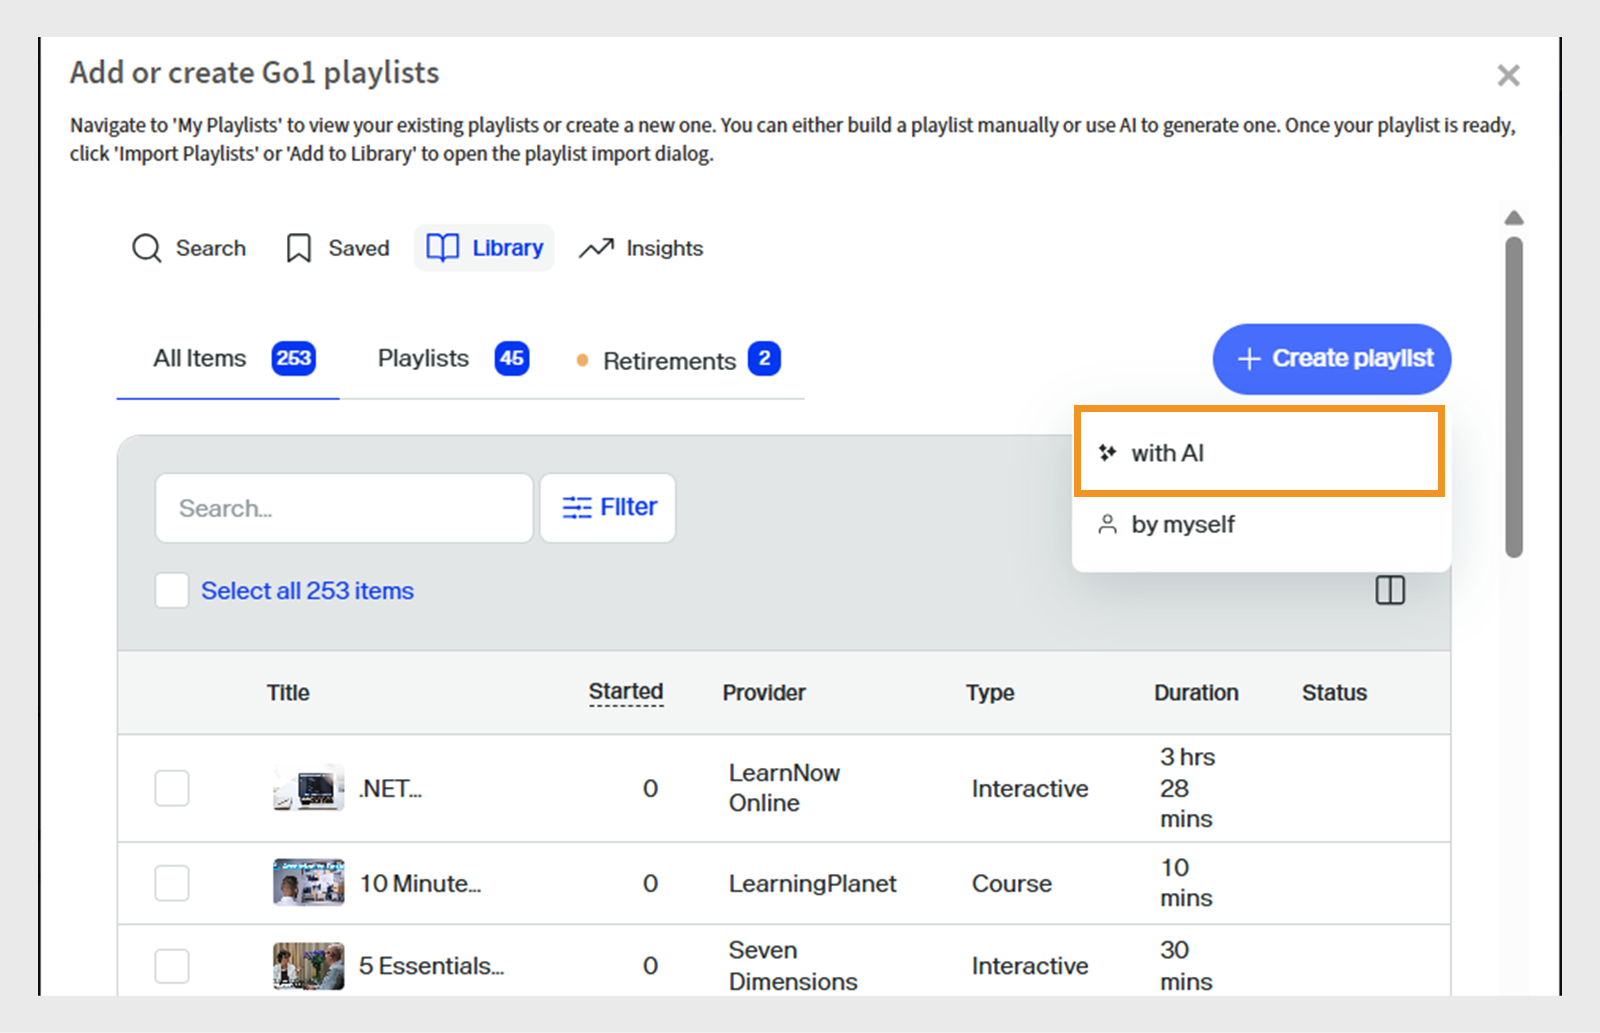 Add or create Go1 playlists
Navigate to 'My Playlists' to view your existing playlists or create a new one. You can either build a playlist manually or use AI to generate one. Once your playlist is ready,
click 'Import Playlists' or 'Add to Library' to open the playlist import dialog.
Search Saved Library Insights
All Items 253 Playlists 45 Retirements 2 Create playlist
with AI
by myself
Search... Filter
Select all 253 items
Title Started Provider Type Duration Status
.NET... 0 LearnNow Online Interactive 3 hrs 28 mins
10 Minute... 0 LearningPlanet Course 10 mins
5 Essentials... 0 Seven Dimensions Interactive 30 mins